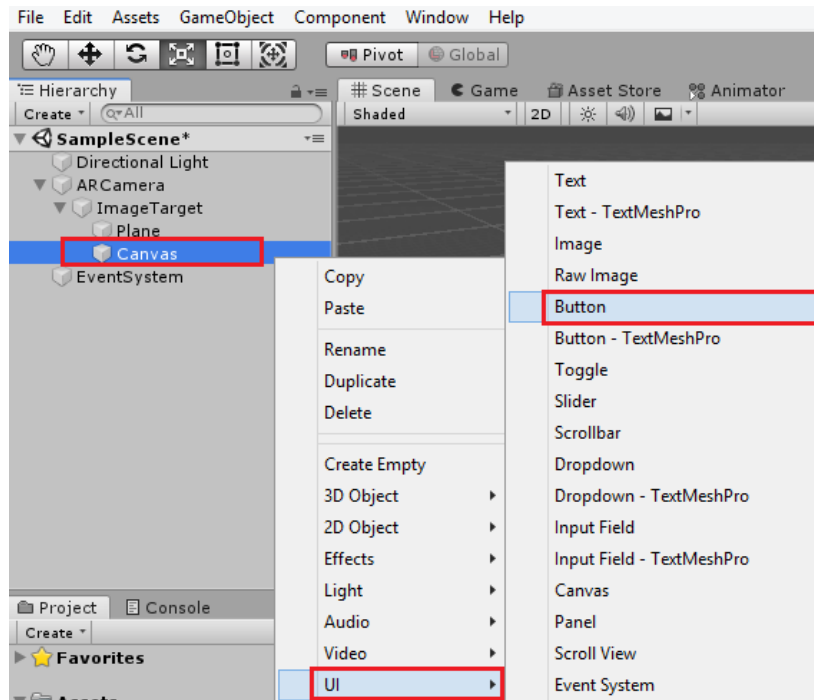 File Edit Assets GameObject Component Window Help
Pivot Global
Hierarchy
Create All
SampleScene*
Directional Light
ARCamera
ImageTarget
Plane
Canvas
EventSystem
Scene Game Asset Store Animator
Shaded 2D
Copy
Paste
Rename
Duplicate
Delete
Create Empty
3D Object
2D Object
Effects
Light
Audio
Video
UI
Text
Text - TextMeshPro
Image
Raw Image
Button
Button - TextMeshPro
Toggle
Slider
Scrollbar
Dropdown
Dropdown - TextMeshPro
Input Field
Input Field - TextMeshPro
Canvas
Panel
Scroll View
Event System
Project Console
Create
Favorites